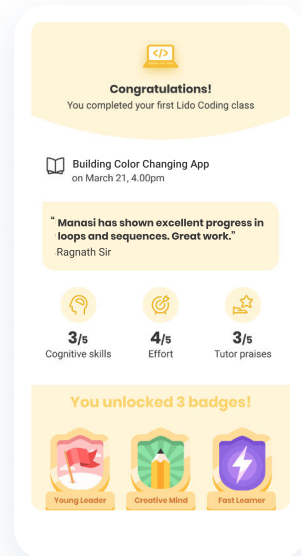 Congratulations!
You completed your first Lido Coding class
Building Color Changing App
on March 21, 4.00pm
“Manasi has shown excellent progress in
loops and sequences. Great work.”
Ragnath Sir
3/5
Cognitive skills
4/5
Effort
3/5
Tutor praises
You unlocked 3 badges!
Young Leader
Creative Mind
Fast Learner